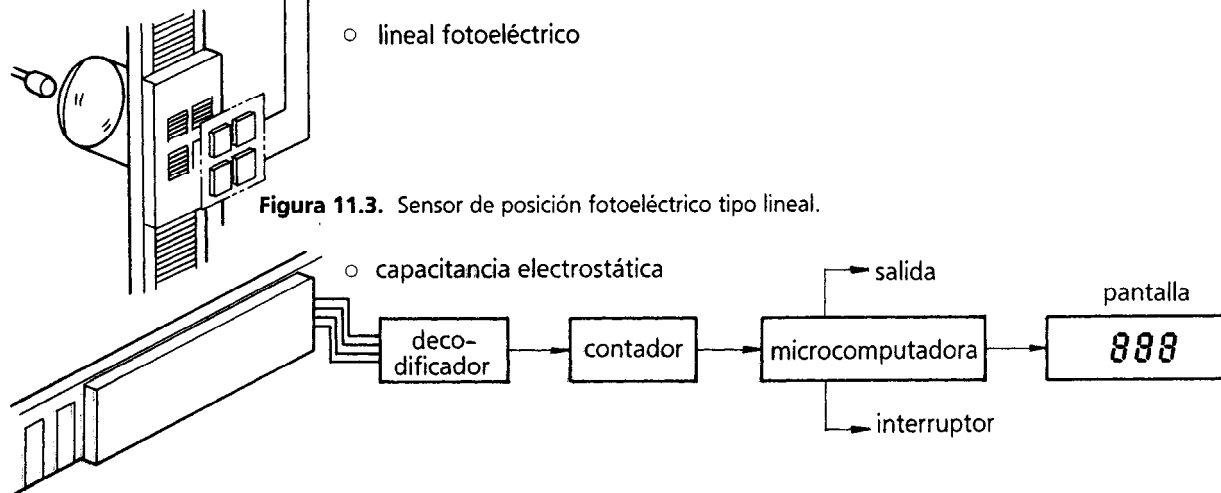 ○ lineal fotoeléctrico
Figura 11.3. Sensor de posición fotoeléctrico tipo lineal.
○ capacitancia electrostática
salida
pantalla
deco-
dificador
contador
microcomputadora
888
interruptor